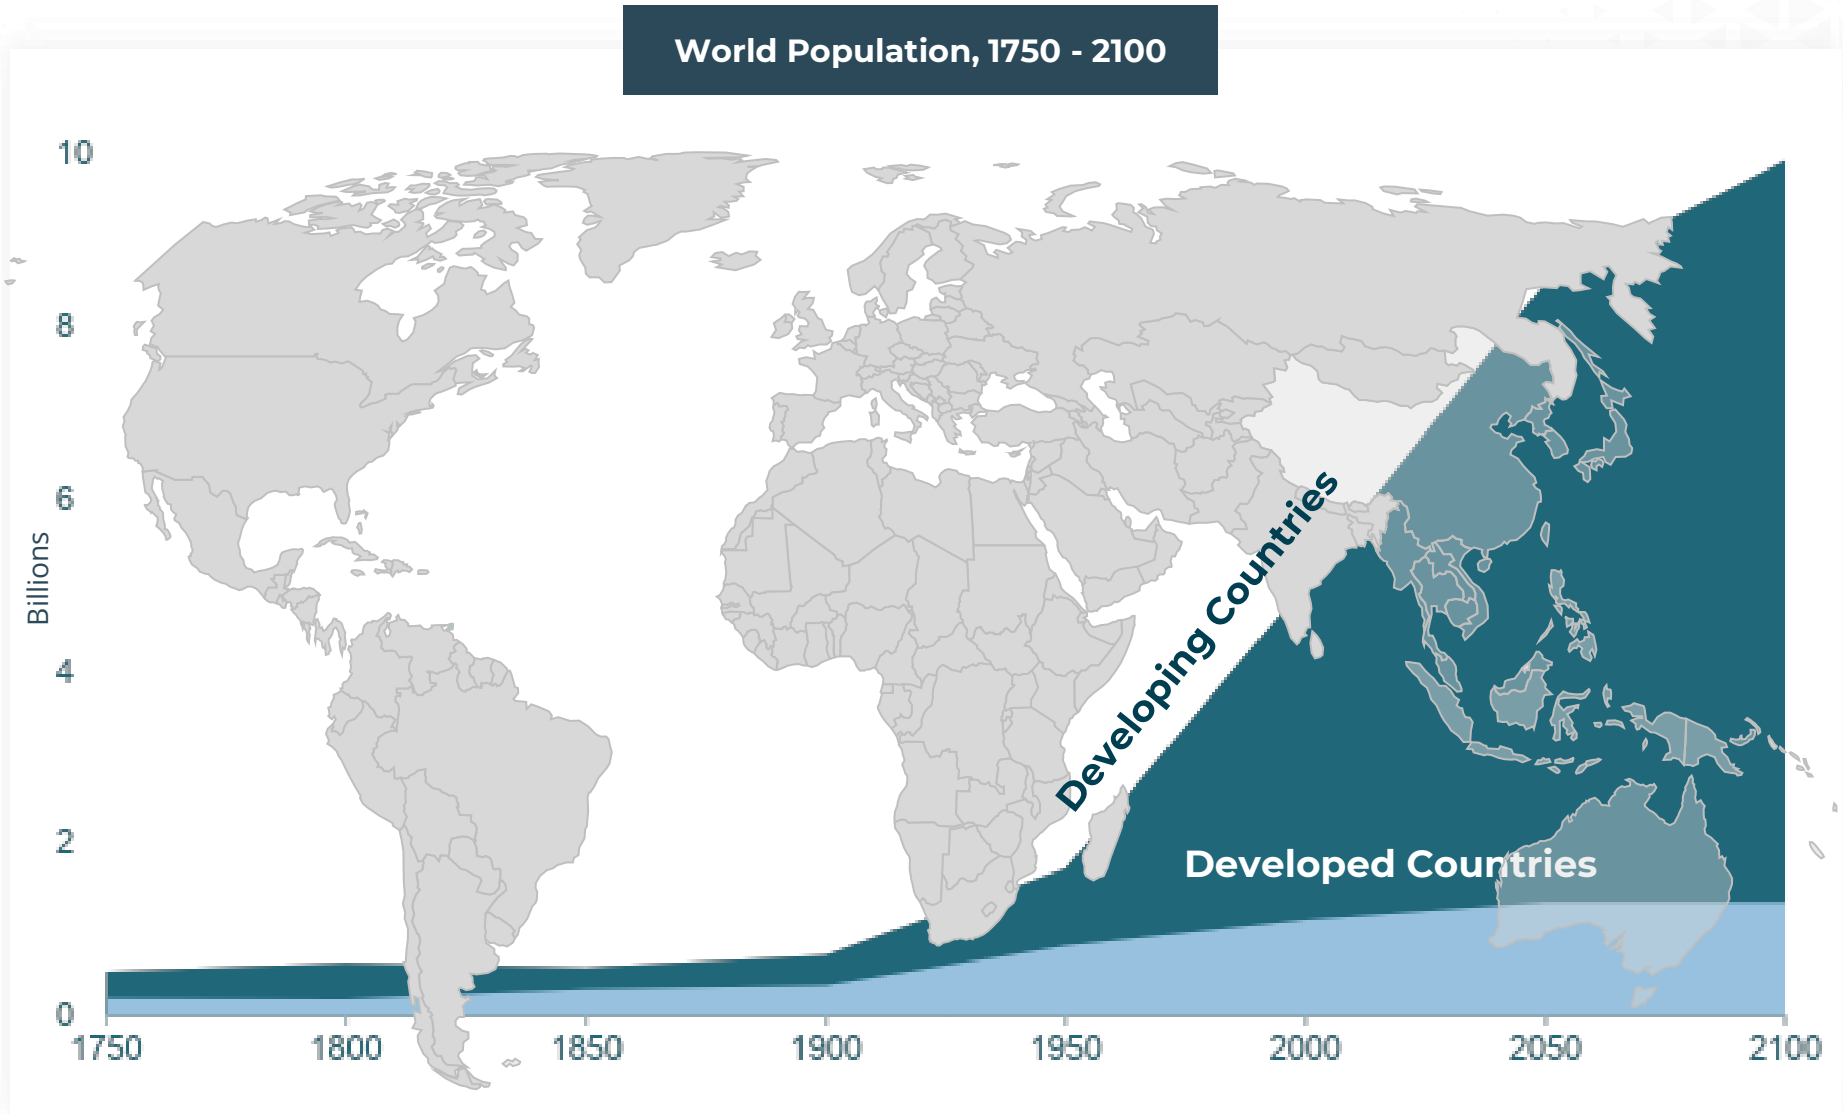 World Population, 1750 - 2100
10
8
6
4
2
0
Billions
Developing Countries
Developed Countries
1750 1800 1850 1900 1950 2000 2050 2100